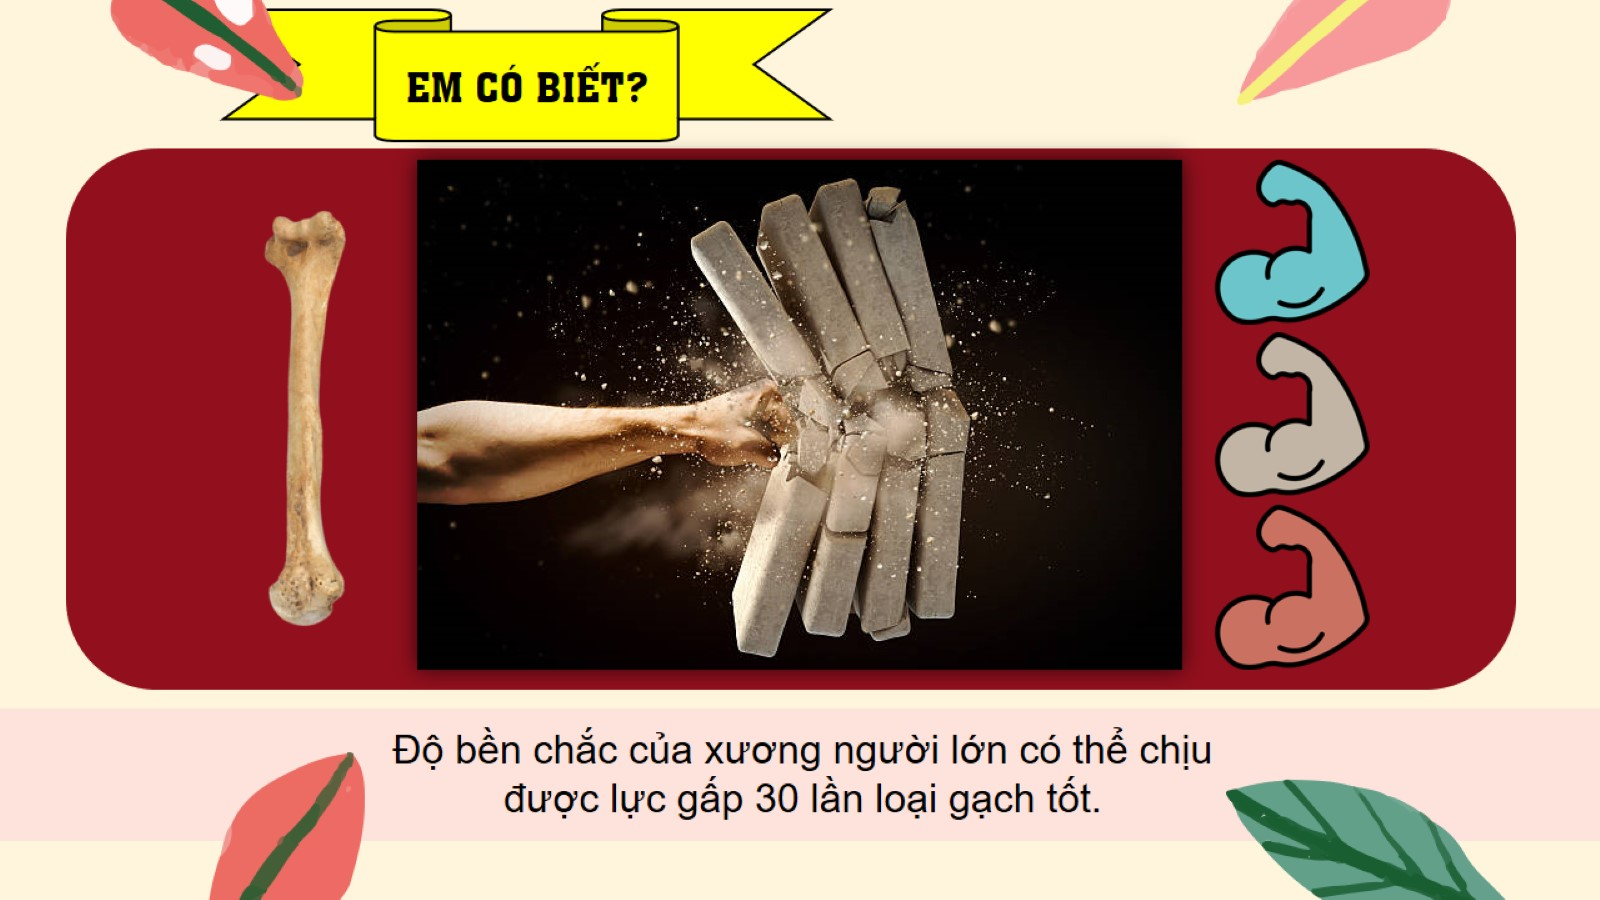 EM CÓ BIẾT?
Độ bền chắc của xương người lớn có thể chịu
được lực gấp 30 lần loại gạch tốt.